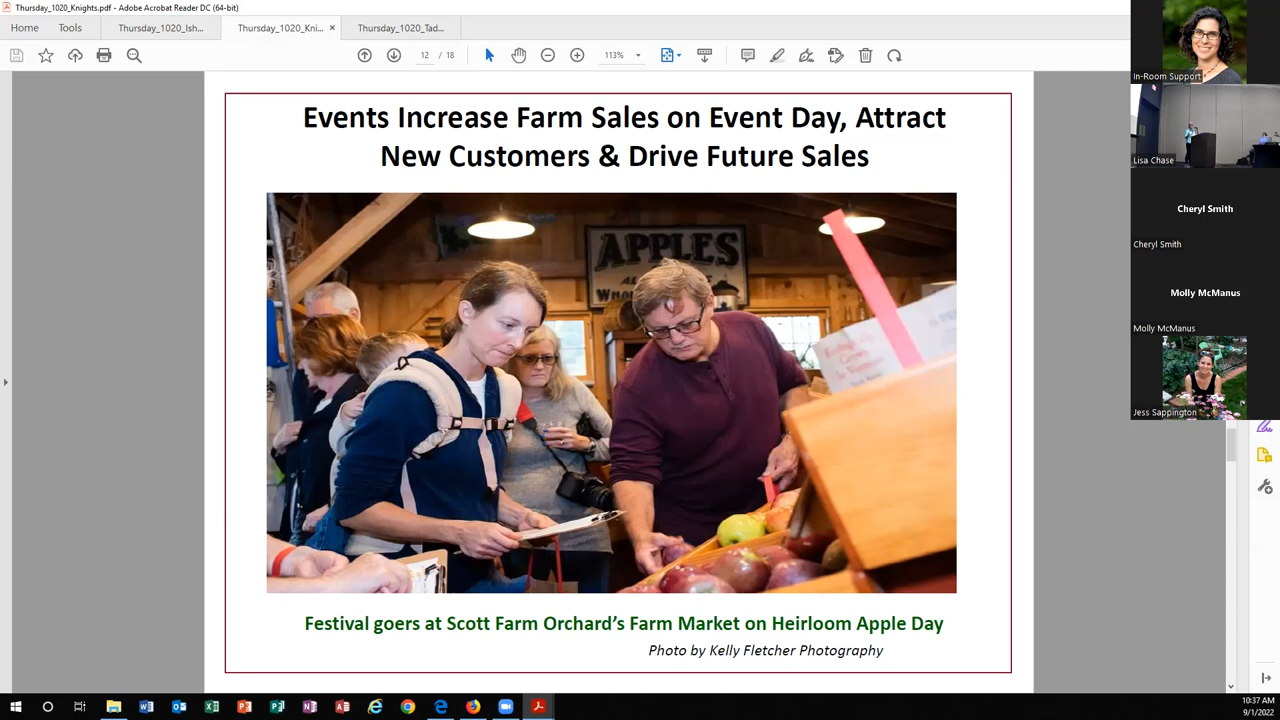 Thursday_1020_Knights.pdf - Adobe Acrobat Reader DC (64-bit)
Home
Tools
Thursday_1020_Ish...
Thursday_1020_Kni...
Thursday_1020_Tad...
12 / 18
113%
Events Increase Farm Sales on Event Day, Attract
New Customers & Drive Future Sales
APPLES
Festival goers at Scott Farm Orchard's Farm Market on Heirloom Apple Day
Photo by Kelly Fletcher Photography
In-Room Support
Lisa Chase
Cheryl Smith
Cheryl Smith
Molly McManus
Molly McManus
Jess Sappington
10:37 AM
9/1/2022